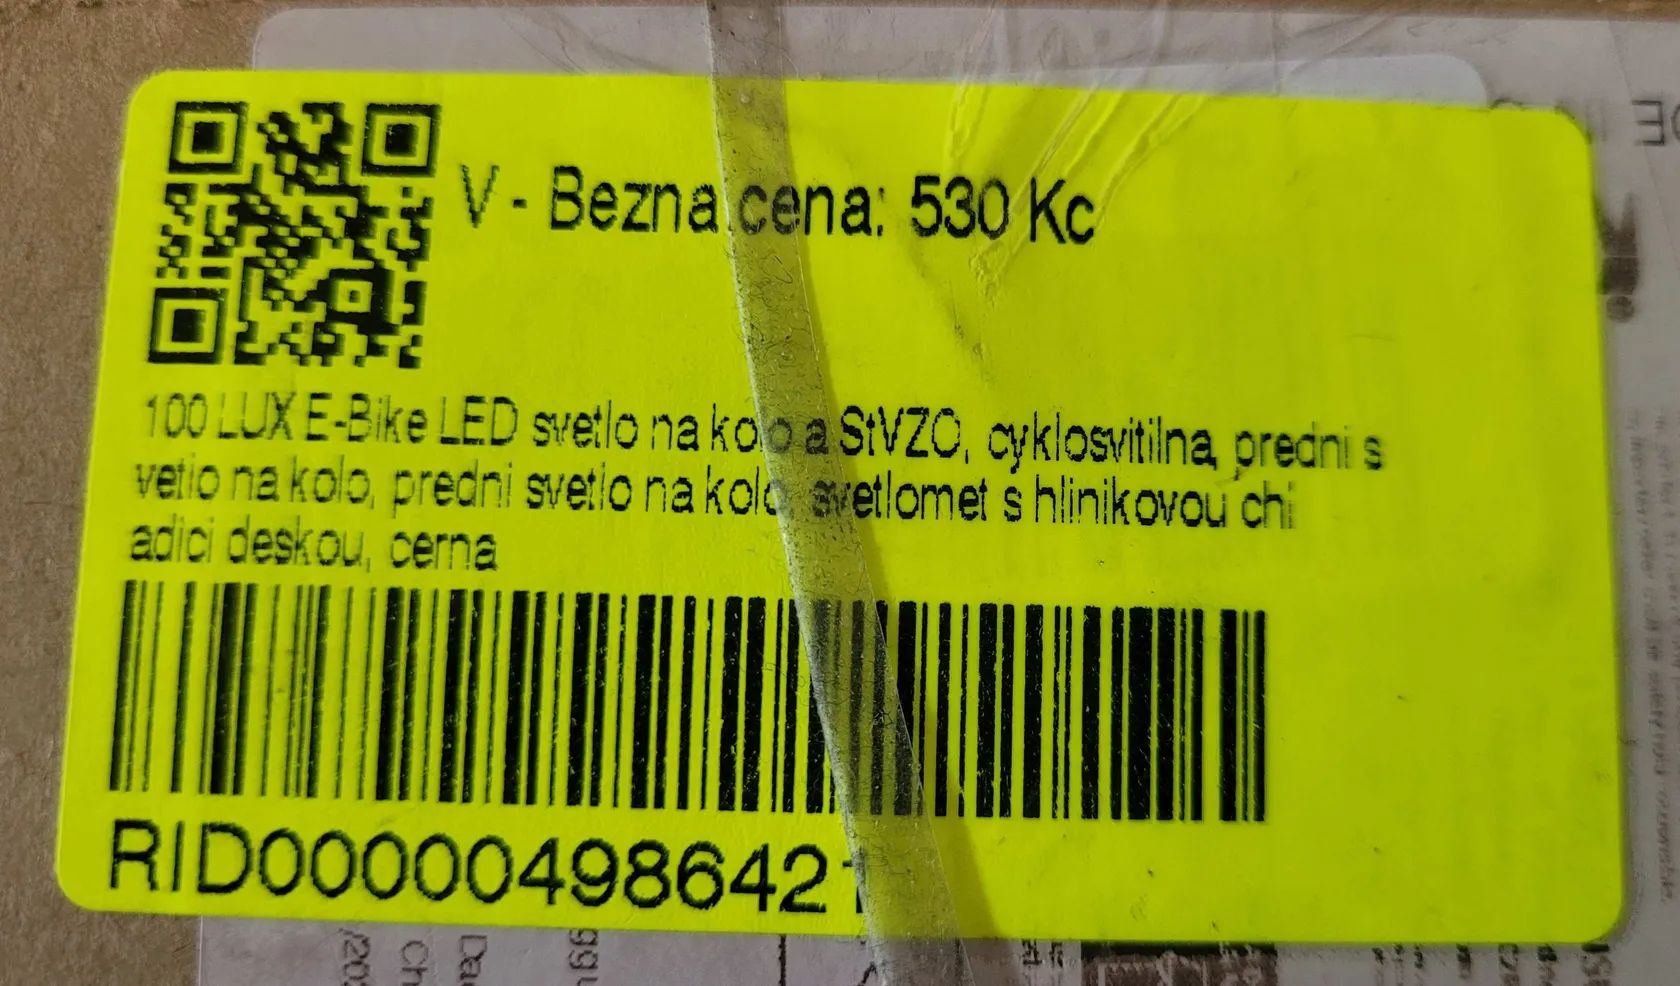 V - Bezna cena: 530 Kc
100 LUX E-Bike LED svetlo na kolo a StVZO, cyklosvitilna, predni s
vetlo na kolo, predni svetlo na kolo, svetlomet s hlinikovou chl
adici deskou, cerna
RID000004986421